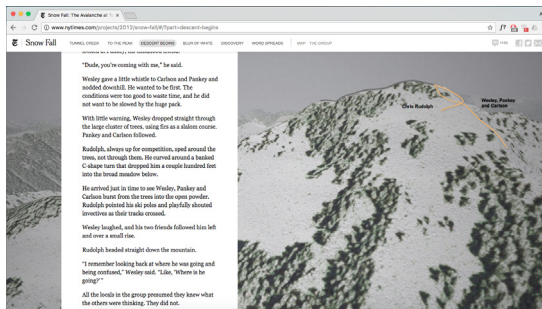 Snow Fall: The Avalanche at Tu
www.nytimes.com/projects/2012/snow-fall/#/?part=descent-begins
Snow Fall TUNNEL CREEK TO THE PEAK DESCENT BEGINS BLUR OF WHITE DISCOVERY WORD SPREADS MAP THE GROUP
"Dude, you're coming with me," he said.
Wesley gave a little whistle to Carlson and Pankey and
nodded downhill. He wanted to be first. The
conditions were too good to waste time, and he did
not want to be slowed by the huge pack.
With little warning, Wesley dropped straight through
the large cluster of trees, using firs as a slalom course.
Pankey and Carlson followed.
Rudolph, always up for competition, sped around the
trees, not through them. He curved around a banked
C-shape turn that dropped him a couple hundred feet
into the broad meadow below.
He arrived just in time to see Wesley, Pankey and
Carlson burst from the trees into the open powder.
Rudolph pointed his ski poles and playfully shouted
invectives as their tracks crossed.
Wesley laughed, and his two friends followed him left
and over a small rise.
Rudolph headed straight down the mountain.
"I remember looking back at where he was going and
being confused," Wesley said. "Like, 'Where is he
going?'"
All the locals in the group presumed they knew what
the others were thinking. They did not.
Chris Rudolph
Wesley, Pankey
and Carlson